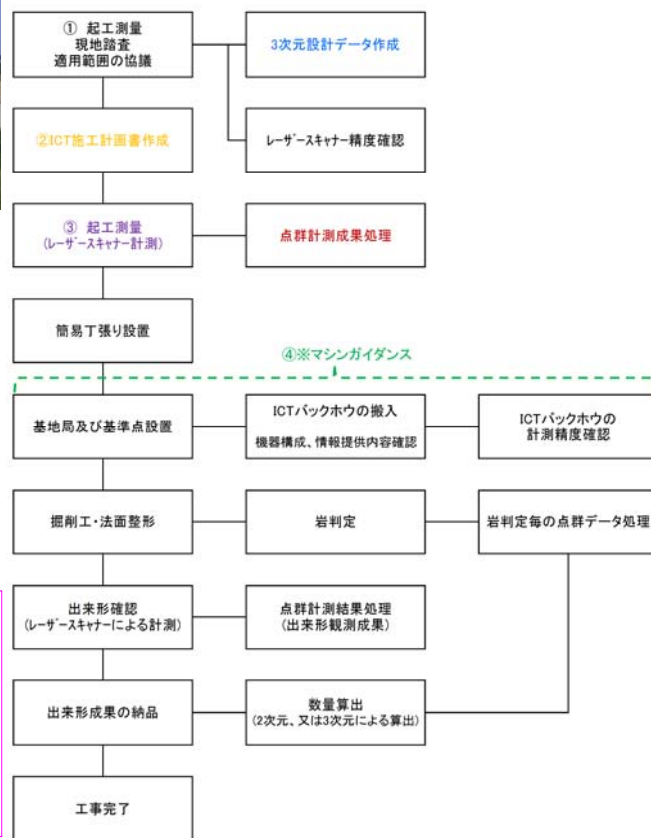 ① 起工測量
現地踏査
適用範囲の協議
3次元設計データ作成
②ICT施工計画書作成
レーザースキャナー精度確認
③ 起工測量
(レーザースキャナー計測)
点群計測成果処理
簡易丁張り設置
④※マシンガイダンス
基地局及び基準点設置
ICTバックホウの搬入
機器構成、情報提供内容確認
ICTバックホウの
計測精度確認
掘削工・法面整形
岩判定
岩判定毎の点群データ処理
出来形確認
(レーザースキャナーによる計測)
点群計測結果処理
(出来形観測成果)
出来形成果の納品
数量算出
(2次元、又は3次元による算出)
工事完了